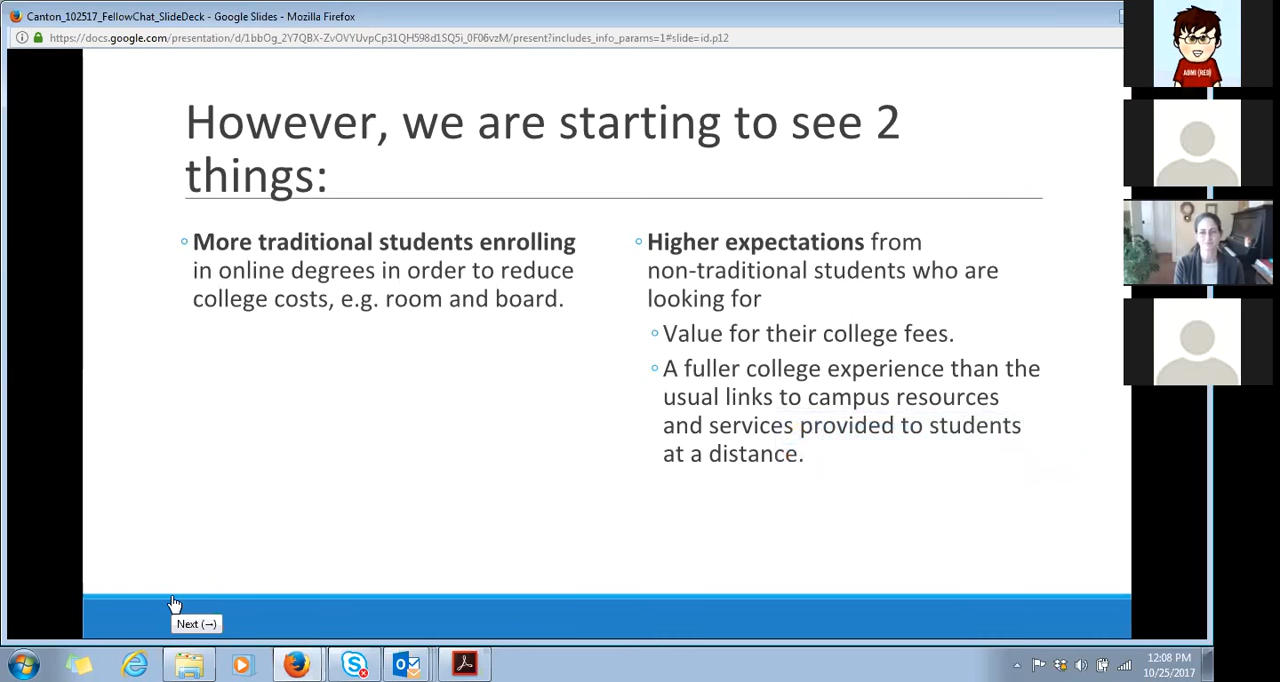 Canton_102517_FellowChat_SlideDeck - Google Slides - Mozilla Firefox
https://docs.google.com/presentation/d/1bbOg_2Y7QBX-ZvOVYUvpCp31QH598d1SQ5i_0F06vzM/present?includes_info_params=1#slide=id.p12
However, we are starting to see 2
things:
More traditional students enrolling
in online degrees in order to reduce
college costs, e.g. room and board.
Higher expectations from
non-traditional students who are
looking for
Value for their college fees.
A fuller college experience than the
usual links to campus resources
and services provided to students
at a distance.
Next (→)
ADMI (RED)
12:08 PM
10/25/2017